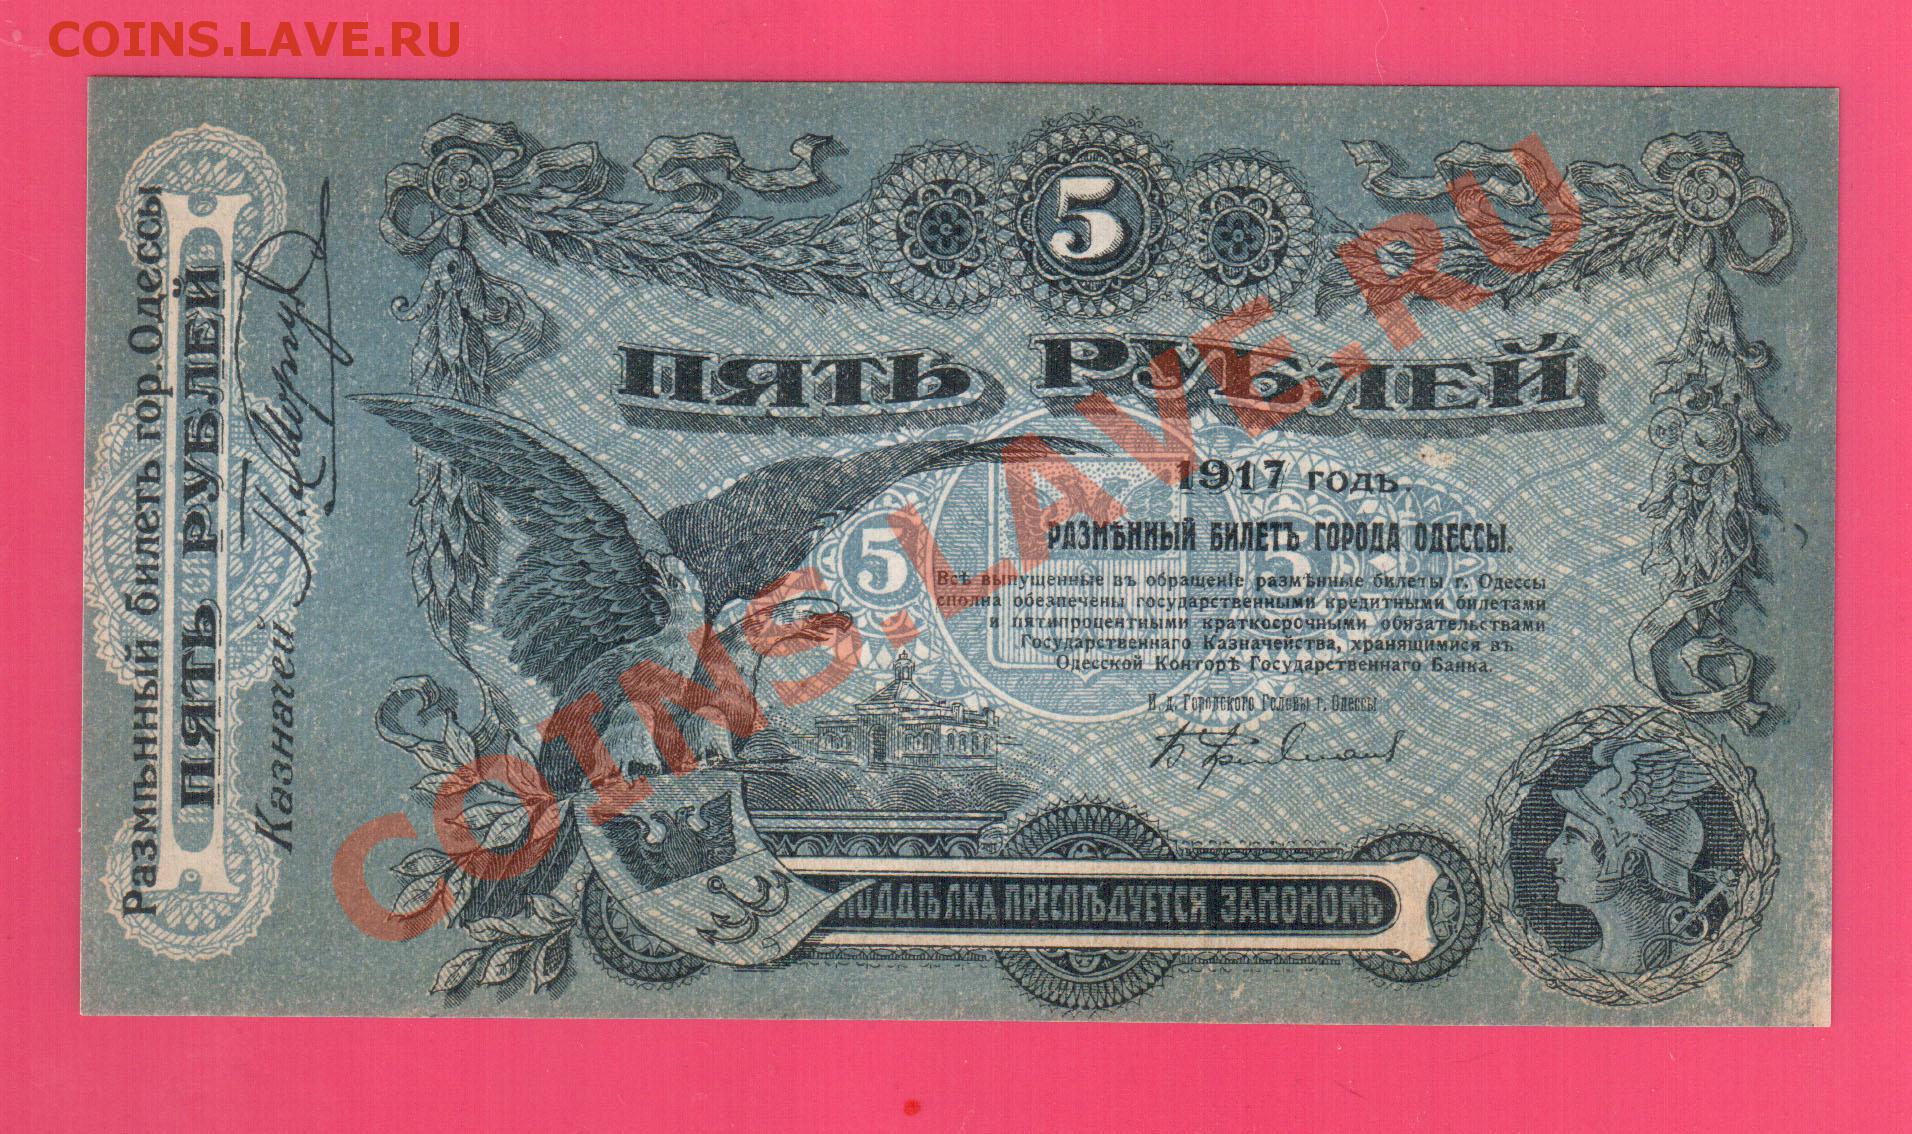 COINS.LAVE.RU
Размѣнный билетъ гор. Одессы
ПЯТЬ РУБЛЕЙ
Казначей
5
ПЯТЬ РУБЛЕЙ
1917 годъ.
РАЗМѢННЫЙ БИЛЕТЪ ГОРОДА ОДЕССЫ.
5 5
Всѣ выпущенные въ обращеніе размѣнные билеты г. Одессы
сполна обезпечены государственными кредитными билетами
и пятипроцентными краткосрочными обязательствами
Государственнаго Казначейства, хранящимися въ
Одесской Конторѣ Государственнаго Банка.
И. д. Городского Головы г. Одессы
ПОДДѢЛКА ПРЕСЛѢДУЕТСЯ ЗАКОНОМЪ
COINS.LAVE.RU